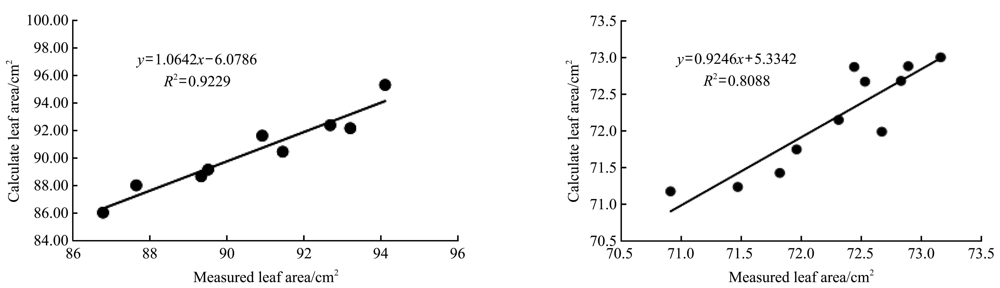 100.00
98.00
96.00
94.00
92.00
90.00
88.00
86.00
84.00
Calculate leaf area/cm²
y=1.0642x−6.0786
R²=0.9229
86 88 90 92 94 96
Measured leaf area/cm²
73.5
73.0
72.5
72.0
71.5
71.0
70.5
Calculate leaf area/cm²
y=0.9246x+5.3342
R²=0.8088
70.5 71.0 71.5 72.0 72.5 73.0 73.5
Measured leaf area/cm²